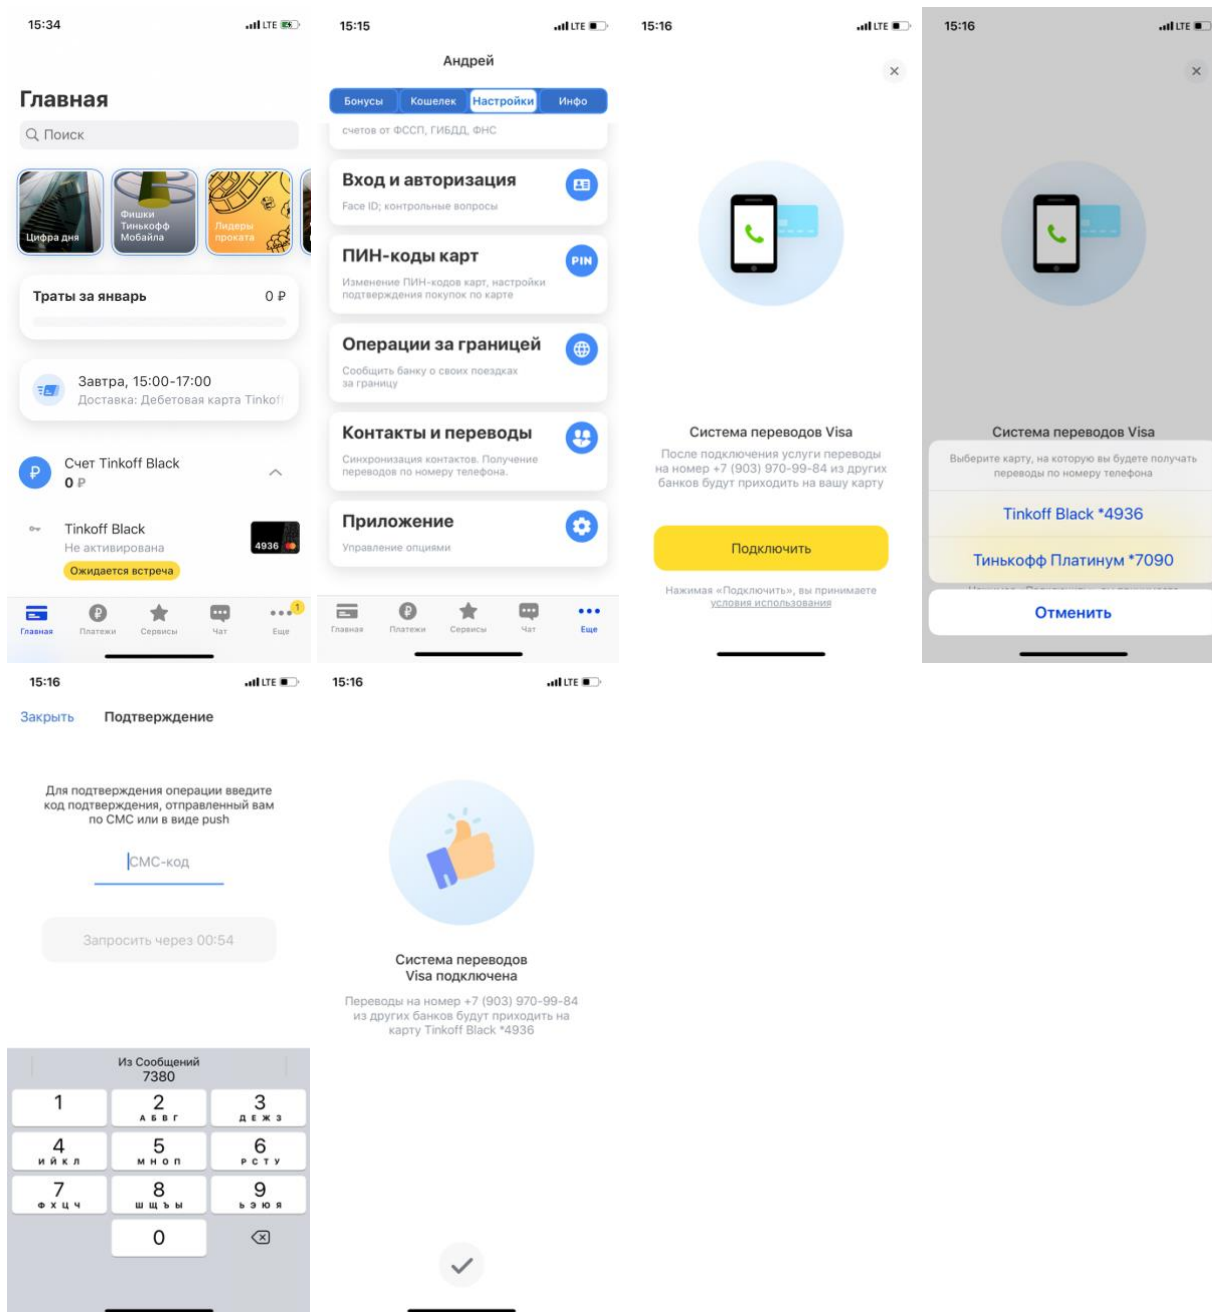 15:34
LTE
Главная
Поиск
Цифра дня
Фишки
Тинькофф
Мобайла
Лидеры
проката
Траты за январь
0 ₽
Завтра, 15:00-17:00
Доставка: Дебетовая карта Tinkoff
₽
Счет Tinkoff Black
0 ₽
Tinkoff Black
Не активирована
4936
Ожидается встреча
1
Главная
Платежи
Сервисы
Чат
Еще
15:15
LTE
Андрей
Бонусы
Кошелек
Настройки
Инфо
счетов от ФССП, ГИБДД, ФНС
Вход и авторизация
Face ID; контрольные вопросы
ПИН-коды карт
PIN
Изменение ПИН-кодов карт, настройки
подтверждения покупок по карте
Операции за границей
Сообщить банку о своих поездках
за границу
Контакты и переводы
Синхронизация контактов. Получение
переводов по номеру телефона.
Приложение
Управление опциями
Главная
Платежи
Сервисы
Чат
Еще
15:16
LTE
Система переводов Visa
После подключения услуги переводы
на номер +7 (903) 970-99-84 из других
банков будут приходить на вашу карту
Подключить
Нажимая «Подключить», вы принимаете
условия использования
15:16
LTE
Система переводов Visa
Выберите карту, на которую вы будете получать
переводы по номеру телефона
Tinkoff Black *4936
Тинькофф Платинум *7090
Отменить
15:16
LTE
Закрыть
Подтверждение
Для подтверждения операции введите
код подтверждения, отправленный вам
по СМС или в виде push
СМС-код
Запросить через 00:54
Из Сообщений
7380
1
2
3
А Б В Г
Д Е Ж З
4
5
6
И Й К Л
М Н О П
Р С Т У
7
8
9
Ф Х Ц Ч
Ш Щ Ъ Ы
Ь Э Ю Я
0
15:16
LTE
Система переводов
Visa подключена
Переводы на номер +7 (903) 970-99-84
из других банков будут приходить на
карту Tinkoff Black *4936